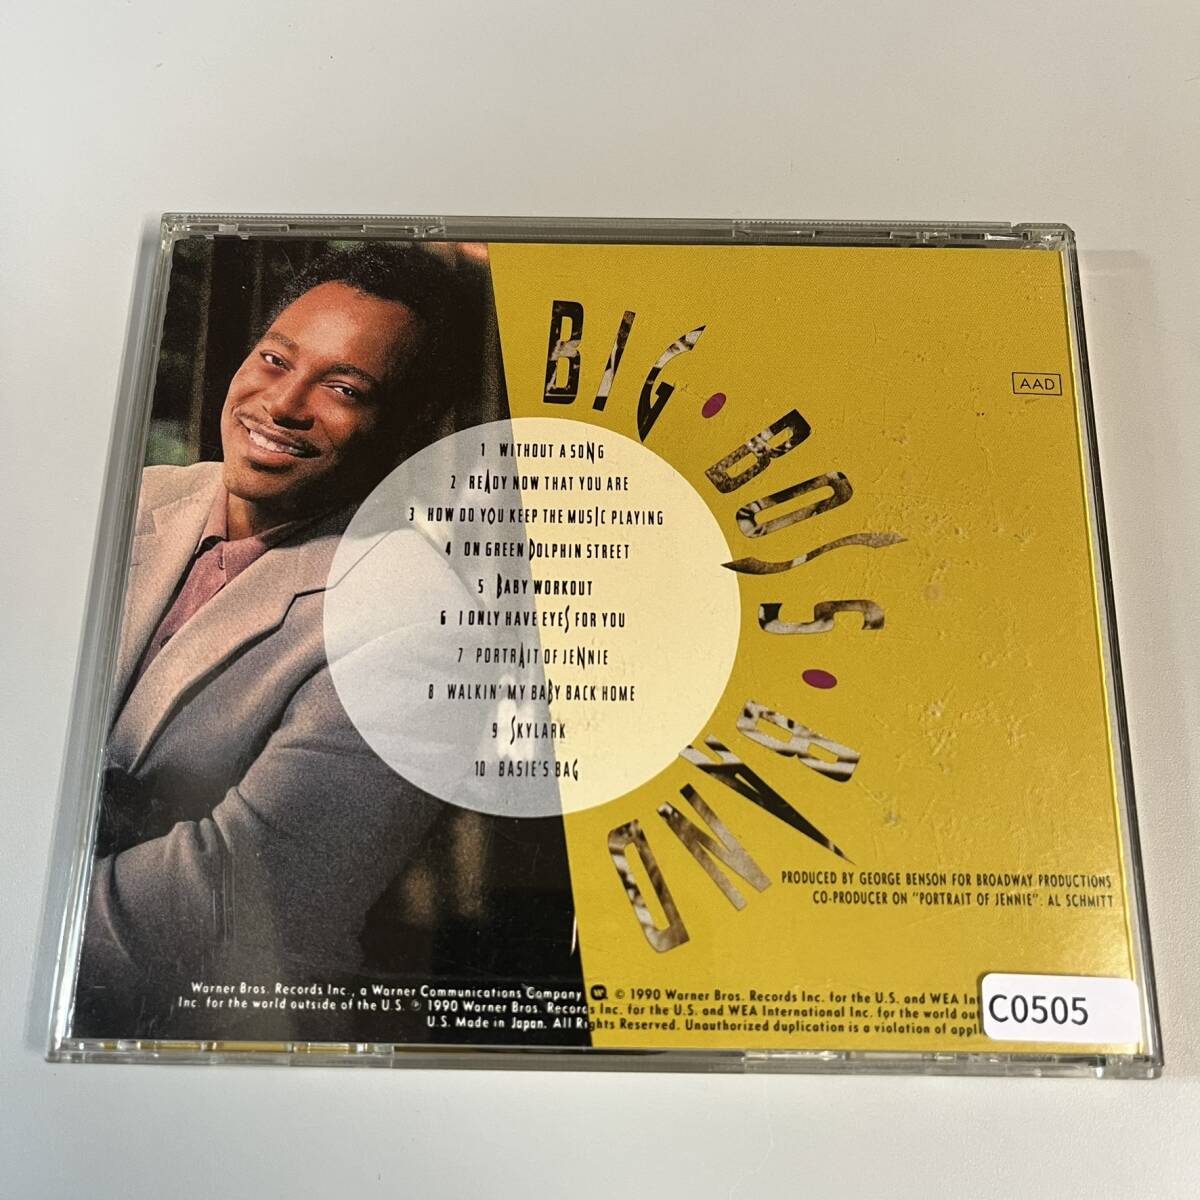 BIG • BOSS • BAND
AAD
1 WITHOUT A SONG
2 READY NOW THAT YOU ARE
3 HOW DO YOU KEEP THE MUSIC PLAYING
4 ON GREEN DOLPHIN STREET
5 BABY WORKOUT
6 I ONLY HAVE EYES FOR YOU
7 PORTRAIT OF JENNIE
8 WALKIN' MY BABY BACK HOME
9 SKYLARK
10 BASIE'S BAG
PRODUCED BY GEORGE BENSON FOR BROADWAY PRODUCTIONS
CO-PRODUCER ON "PORTRAIT OF JENNIE": AL SCHMITT
Warner Bros. Records Inc., a Warner Communications Company © 1990 Warner Bros. Records Inc. for the U.S. and WEA
Inc. for the world outside of the U.S. ℗ 1990 Warner Bros. Records Inc. for the U.S. and WEA International Inc. for the world
U.S. Made in Japan. All Rights Reserved. Unauthorized duplication is a violation of
C0505